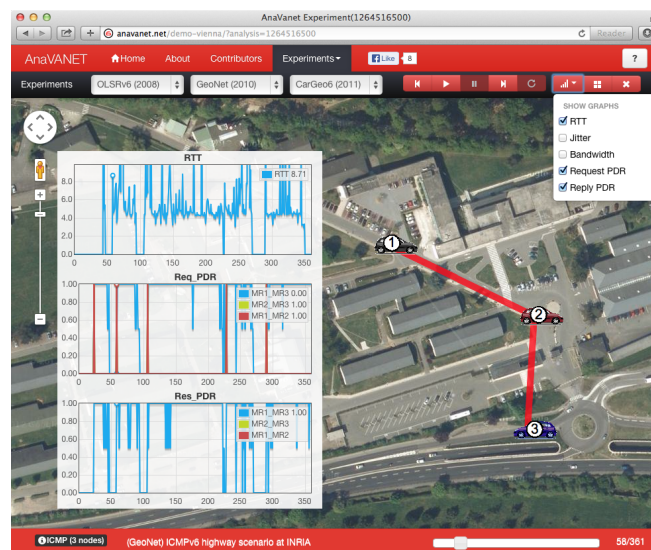 AnaVanet Experiment(1264516500)
anavanet.net/demo-vienna/?analysis=1264516500
Reader
AnaVANET Home About Contributors Experiments Like 8 ?
Experiments OLSRv6 (2008) GeoNet (2010) CarGeo6 (2011)
SHOW GRAPHS
RTT
Jitter
Bandwidth
Request PDR
Reply PDR
RTT
RTT 8.71
8.0
6.0
4.0
2.0
0.0
0 50 100 150 200 250 300 350
Req_PDR
MR1_MR3 0.00
MR2_MR3 1.00
MR1_MR2 1.00
1.00
0.80
0.60
0.40
0.20
0.00
0 50 100 150 200 250 300 350
Res_PDR
MR1_MR3 1.00
MR2_MR3
MR1_MR2
1.00
0.80
0.60
0.40
0.20
0.00
0 50 100 150 200 250 300 350
1
2
3
ICMP (3 nodes) (GeoNet) ICMPv6 highway scenario at INRIA 58/361